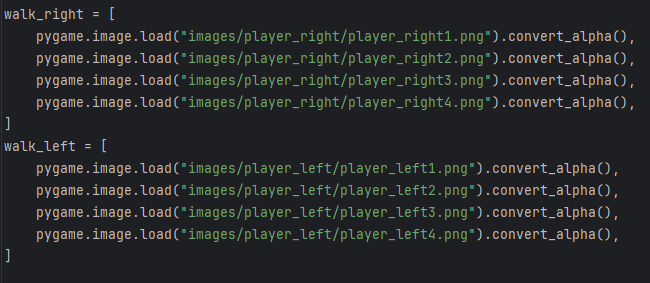 walk_right = [
    pygame.image.load("images/player_right/player_right1.png").convert_alpha(),
    pygame.image.load("images/player_right/player_right2.png").convert_alpha(),
    pygame.image.load("images/player_right/player_right3.png").convert_alpha(),
    pygame.image.load("images/player_right/player_right4.png").convert_alpha(),
]
walk_left = [
    pygame.image.load("images/player_left/player_left1.png").convert_alpha(),
    pygame.image.load("images/player_left/player_left2.png").convert_alpha(),
    pygame.image.load("images/player_left/player_left3.png").convert_alpha(),
    pygame.image.load("images/player_left/player_left4.png").convert_alpha(),
]